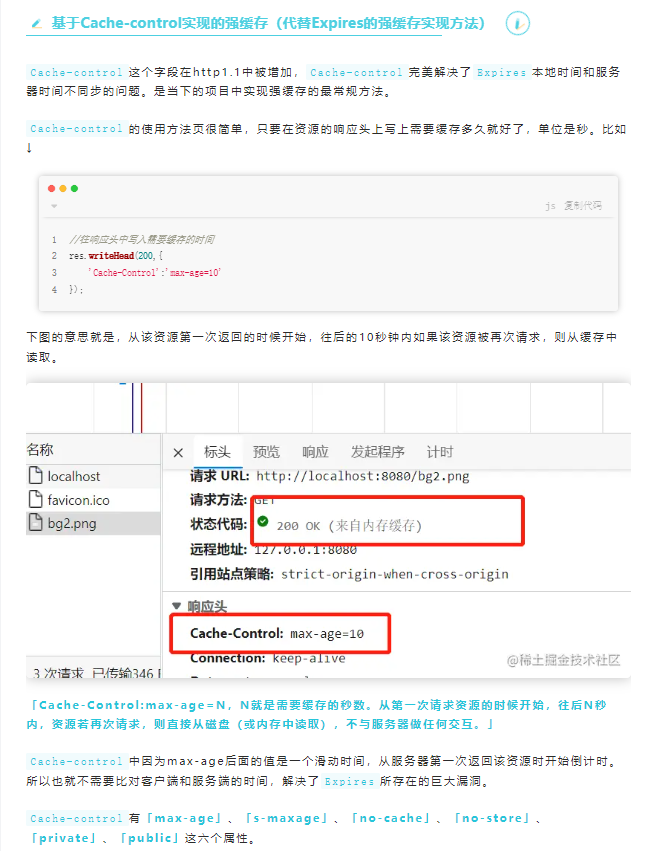 基于Cache-control实现的强缓存（代替Expires的强缓存实现方法）
Cache-control 这个字段在http1.1中被增加， Cache-control 完美解决了 Expires 本地时间和服务
器时间不同步的问题。是当下的项目中实现强缓存的最常规方法。
Cache-control 的使用方法页很简单，只要在资源的响应头上写上需要缓存多久就好了，单位是秒。比如
↓
js 复制代码
1 //往响应头中写入需要缓存的时间
2 res.writeHead(200,{
3 'Cache-Control':'max-age=10'
4 });
下图的意思就是，从该资源第一次返回的时候开始，往后的10秒钟内如果该资源被再次请求，则从缓存中
读取。
名称
× 标头 预览 响应 发起程序 计时
localhost
favicon.ico
bg2.png
请求 URL: http://localhost:8080/bg2.png
请求方法: GET
状态代码: 200 OK (来自内存缓存)
远程地址: 127.0.0.1:8080
引用站点策略: strict-origin-when-cross-origin
▼ 响应头
Cache-Control: max-age=10
Connection: keep-alive
@稀土掘金技术社区
3 次请求 已传输346
「Cache-Control:max-age=N，N就是需要缓存的秒数。从第一次请求资源的时候开始，往后N秒
内，资源若再次请求，则直接从磁盘（或内存中读取），不与服务器做任何交互。」
Cache-control 中因为max-age后面的值是一个滑动时间，从服务器第一次返回该资源时开始倒计时。
所以也就不需要比对客户端和服务端的时间，解决了 Expires 所存在的巨大漏洞。
Cache-control 有「max-age」、「s-maxage」、「no-cache」、「no-store」、
「private」、「public」这六个属性。